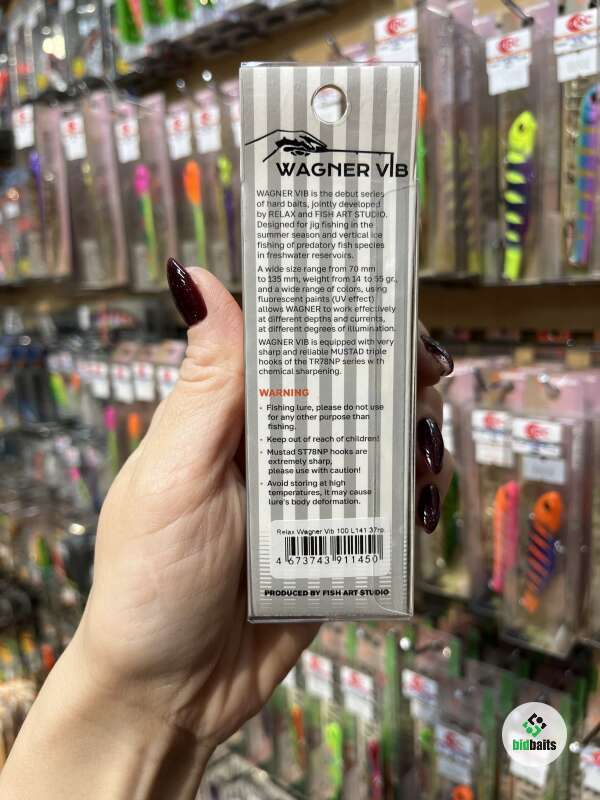 WAGNER VIB
WAGNER VIB is the debut series
of hard baits, jointly developed
by RELAX and FISH ART STUDIO.
Designed for jig fishing in the
summer season and vertical ice
fishing of predatory fish species
in freshwater reservoirs.
A wide size range from 70 mm
to 135 mm, weight from 14 to 55 gr.,
and a wide range of colors, using
fluorescent paints (UV effect)
allows WAGNER to work effectively
at different depths and currents,
at different degrees of illumination.
WAGNER VIB is equipped with very
sharp and reliable MUSTAD triple
hooks of the TR78NP series with
chemical sharpening.
WARNING
• Fishing lure, please do not use
for any other purpose than
fishing.
• Keep out of reach of children!
• Mustad ST78NP hooks are
extremely sharp,
please use with caution!
• Avoid storing at high
temperatures, it may cause
lure's body deformation.
Relax Wagner Vib 100 L141 37гр.
4 673743 911450
PRODUCED BY FISH ART STUDIO
bidbaits